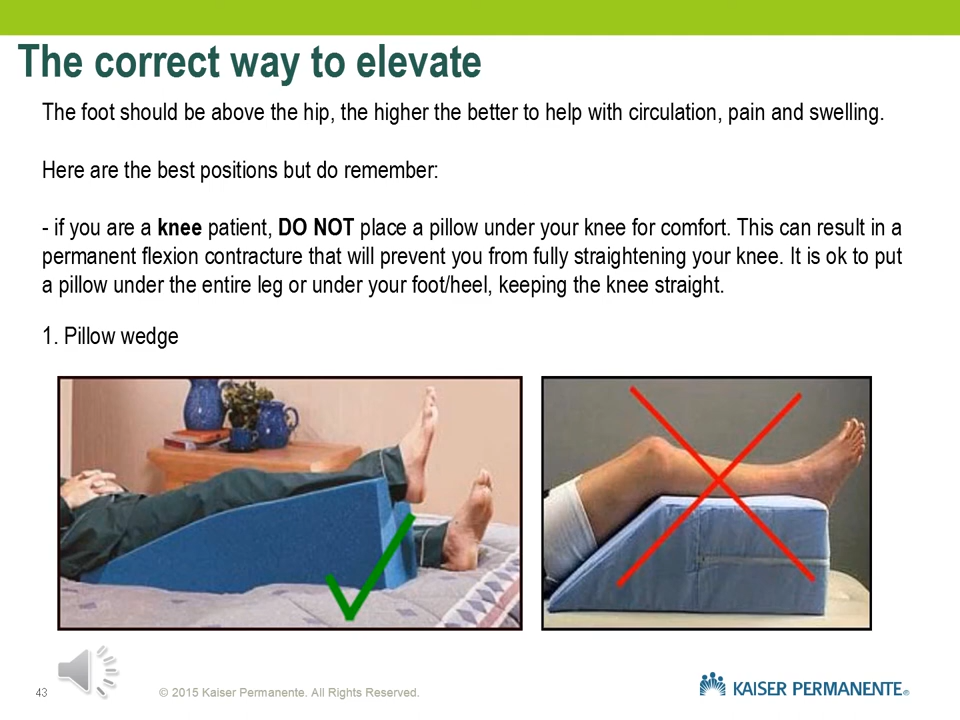 The correct way to elevate
The foot should be above the hip, the higher the better to help with circulation, pain and swelling.
Here are the best positions but do remember:
- if you are a knee patient, DO NOT place a pillow under your knee for comfort. This can result in a
permanent flexion contracture that will prevent you from fully straightening your knee. It is ok to put
a pillow under the entire leg or under your foot/heel, keeping the knee straight.
1. Pillow wedge
43
© 2015 Kaiser Permanente. All Rights Reserved.
KAISER PERMANENTE®